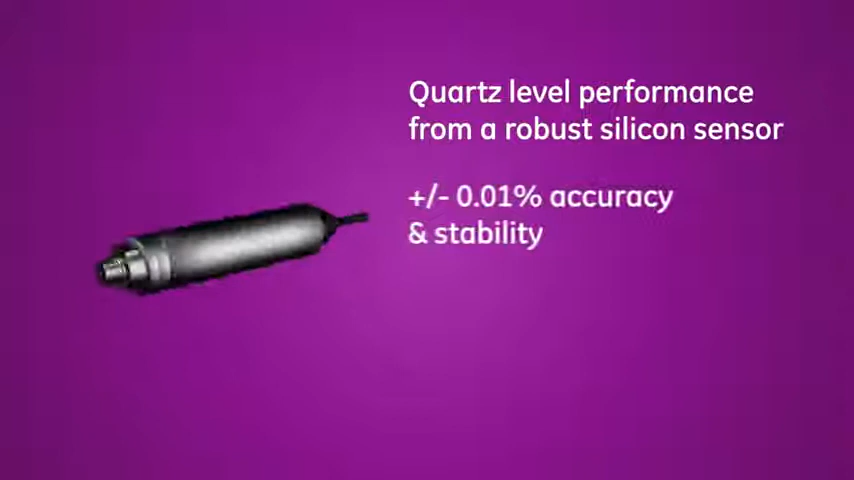 Quartz level performance
from a robust silicon sensor
+/- 0.01% accuracy
& stability